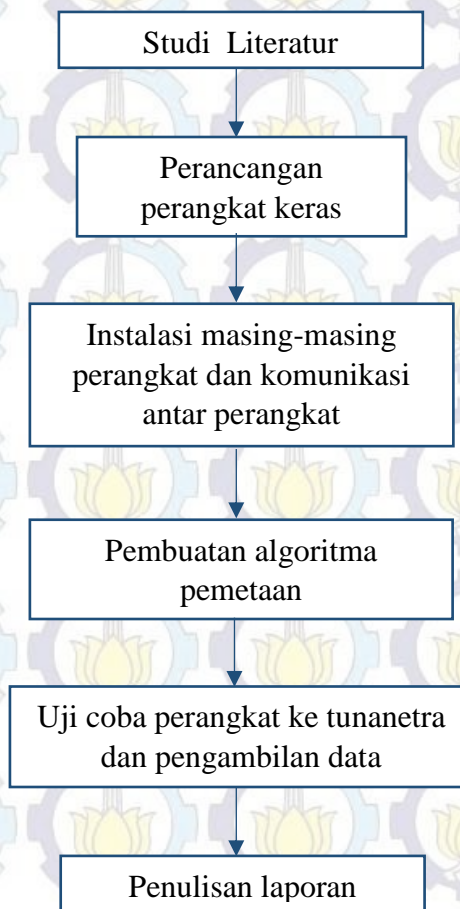 Studi Literatur
Perancangan
perangkat keras
Instalasi masing-masing
perangkat dan komunikasi
antar perangkat
Pembuatan algoritma
pemetaan
Uji coba perangkat ke tunanetra
dan pengambilan data
Penulisan laporan